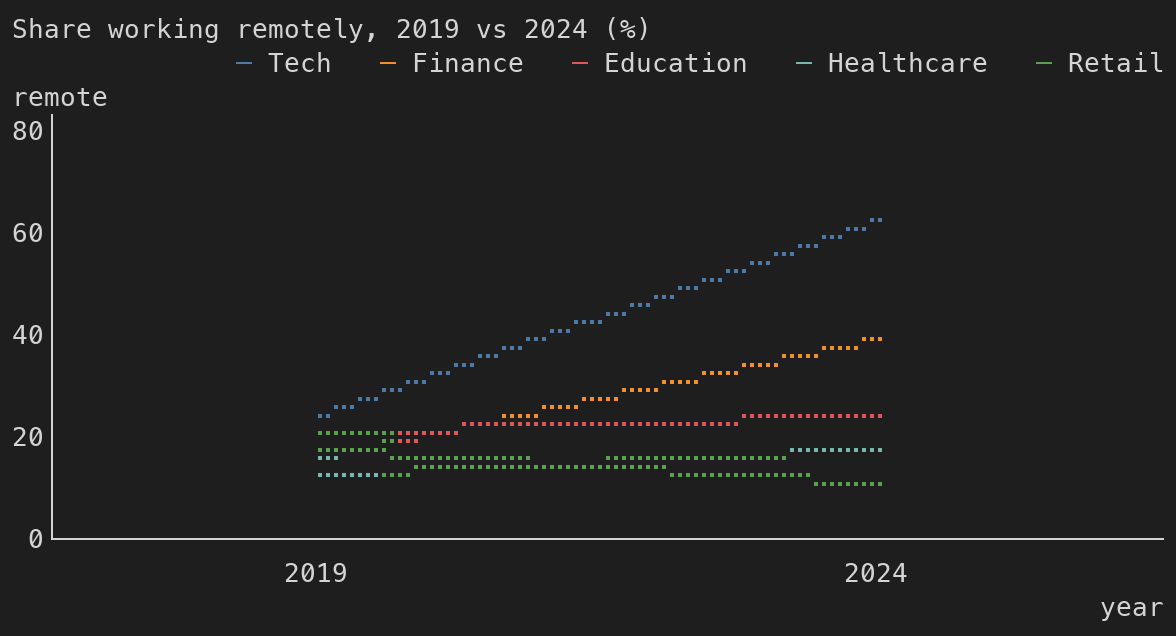 Share working remotely, 2019 vs 2024 (%)
Tech Finance Education Healthcare Retail
remote
80
60
40
20
0
2019 2024
year